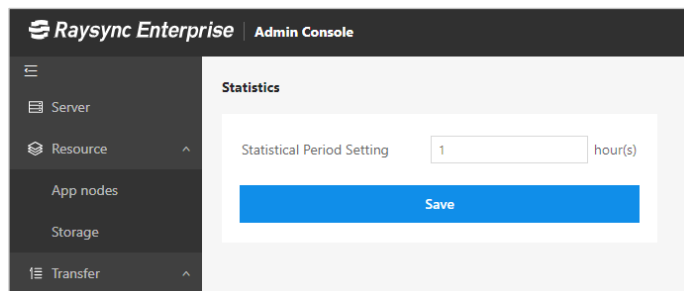 Raysync Enterprise | Admin Console
Statistics
Server
Statistical Period Setting 1 hour(s)
Resource
App nodes
Save
Storage
Transfer